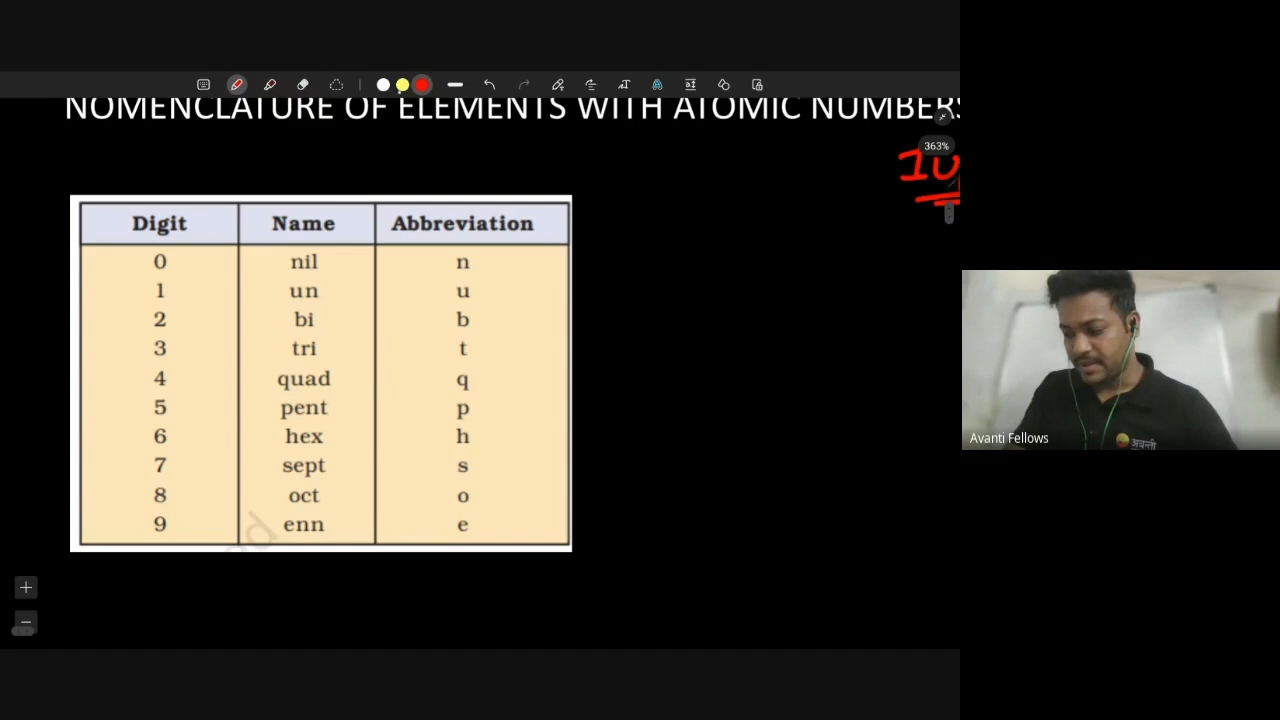 NOMENCLATURE OF ELEMENTS WITH ATOMIC NUMBERS
363%
Digit Name Abbreviation
0 nil n
1 un u
2 bi b
3 tri t
4 quad q
5 pent p
6 hex h
7 sept s
8 oct o
9 enn e
Avanti Fellows
अवन्ती